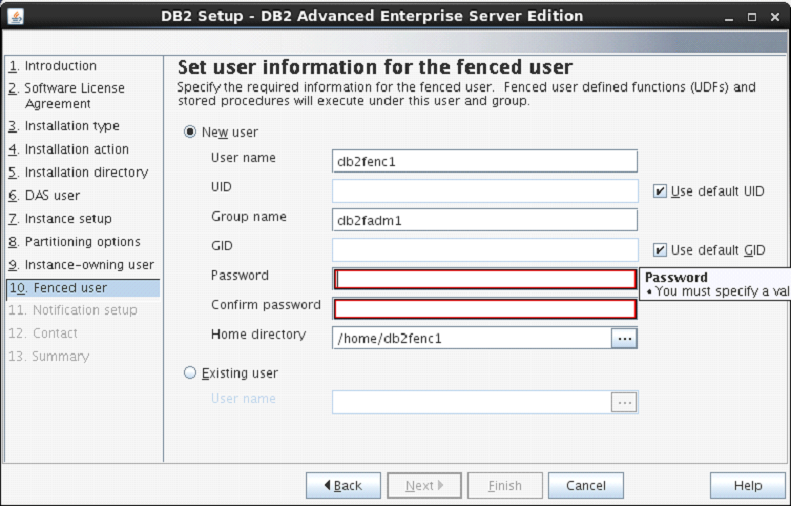 DB2 Setup - DB2 Advanced Enterprise Server Edition
1. Introduction
2. Software License
Agreement
3. Installation type
4. Installation action
5. Installation directory
6. DAS user
7. Instance setup
8. Partitioning options
9. Instance-owning user
10. Fenced user
11. Notification setup
12. Contact
13. Summary
Set user information for the fenced user
Specify the required information for the fenced user. Fenced user defined functions (UDFs) and
stored procedures will execute under this user and group.
New user
User name db2fenc1
UID Use default UID
Group name db2fadm1
GID Use default GID
Password
Password
• You must specify a val
Confirm password
Home directory /home/db2fenc1 ...
Existing user
User name ...
Back Next Finish Cancel Help